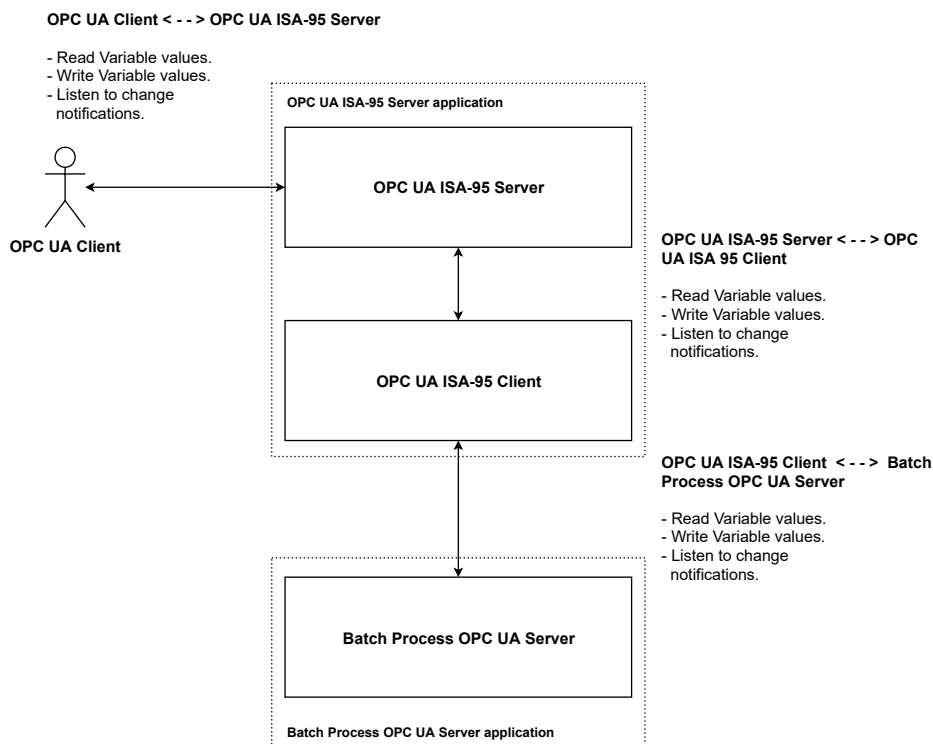 OPC UA Client < - - > OPC UA ISA-95 Server
- Read Variable values.
- Write Variable values.
- Listen to change
notifications.
OPC UA ISA-95 Server application
OPC UA ISA-95 Server
OPC UA Client
OPC UA ISA-95 Server < - - > OPC
UA ISA 95 Client
- Read Variable values.
- Write Variable values.
- Listen to change
notifications.
OPC UA ISA-95 Client
OPC UA ISA-95 Client < - - > Batch
Process OPC UA Server
- Read Variable values.
- Write Variable values.
- Listen to change
notifications.
Batch Process OPC UA Server
Batch Process OPC UA Server application